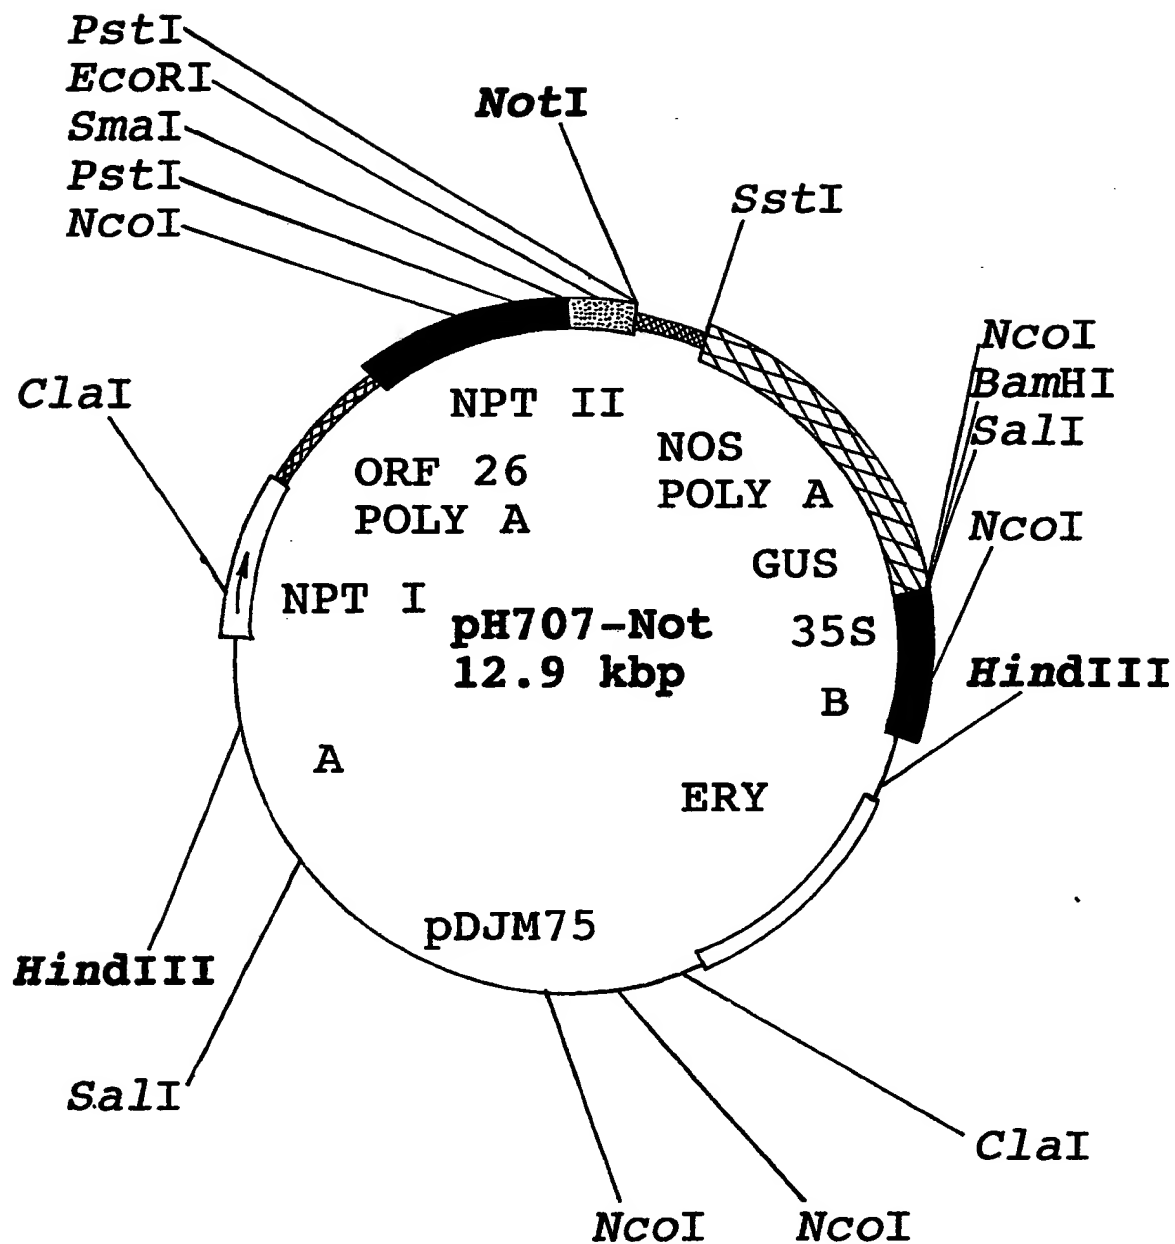 PstI
EcoRI
SmaI
PstI
NcoI
NotI
SstI
NcoI
BamHI
SalI
NcoI
ClaI
NPT II
ORF 26
POLY A
NOS
POLY A
GUS
NPT I
35S
pH707-Not
12.9 kbp
B
HindIII
A
ERY
pDJM75
HindIII
SalI
ClaI
NcoI
NcoI